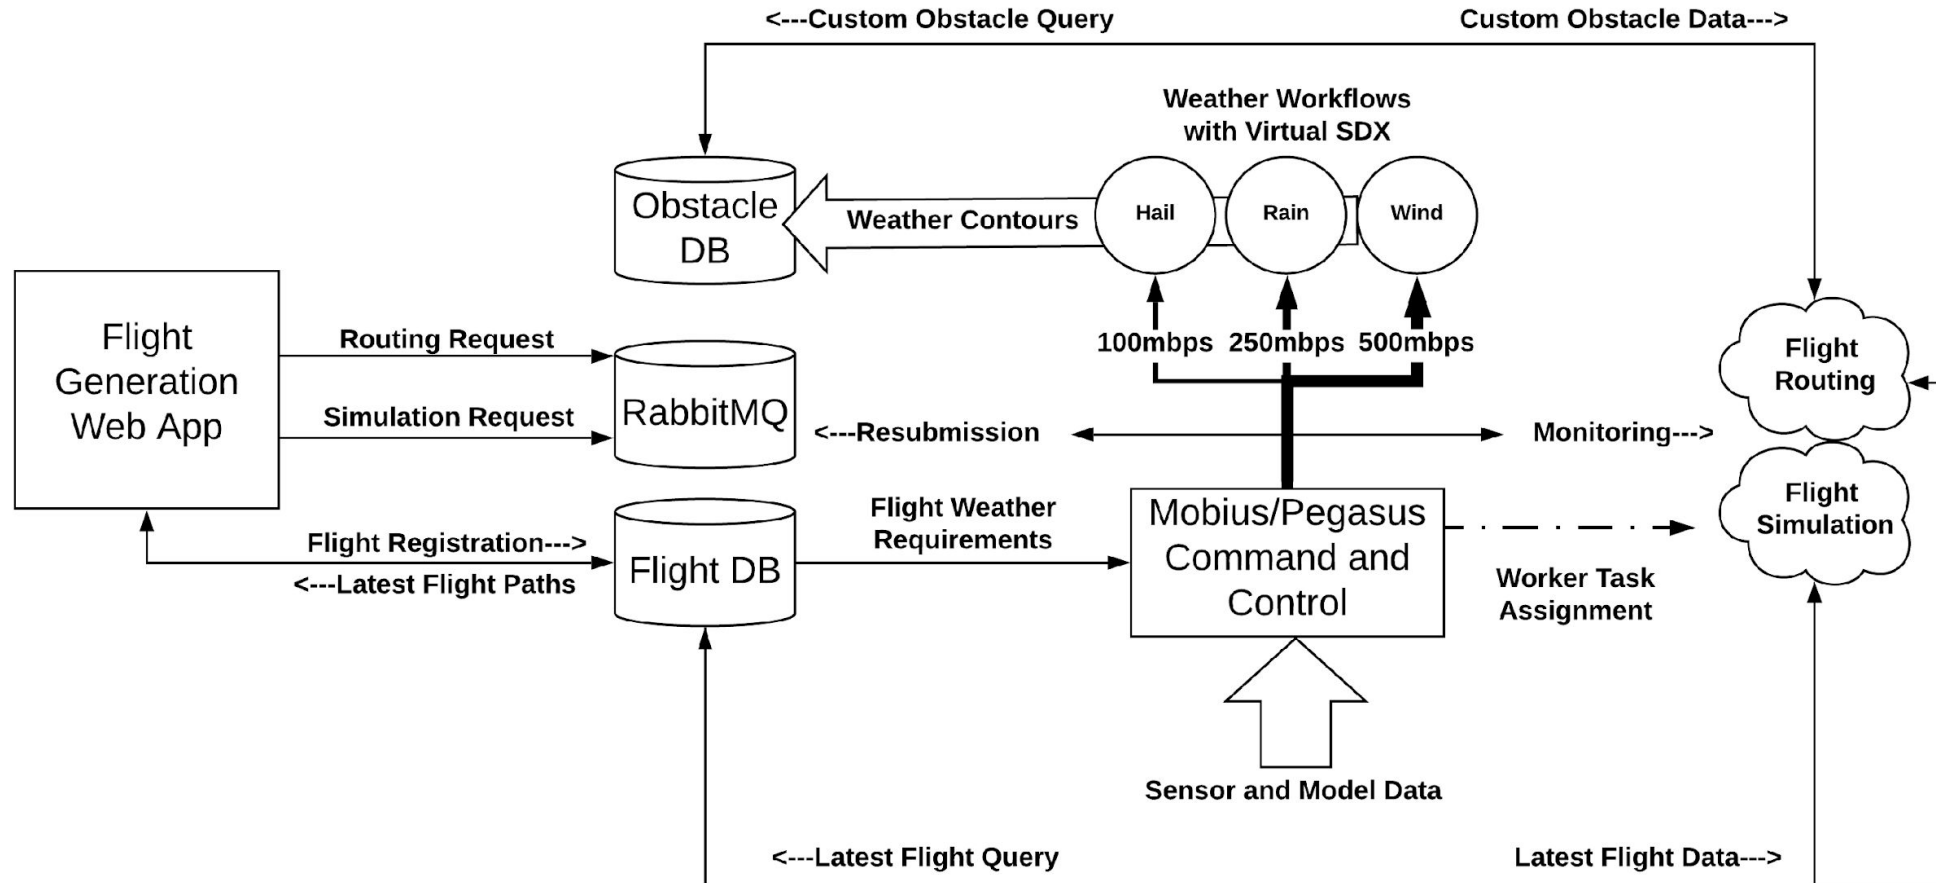 <---Custom Obstacle Query
Custom Obstacle Data--->
Weather Workflows
with Virtual SDX
Obstacle
DB
Weather Contours
Hail
Rain
Wind
Flight
Generation
Web App
Routing Request
Simulation Request
RabbitMQ
100mbps
250mbps
500mbps
Flight
Routing
<---Resubmission
Monitoring--->
Flight Registration--->
<---Latest Flight Paths
Flight DB
Flight Weather
Requirements
Mobius/Pegasus
Command and
Control
Flight
Simulation
Worker Task
Assignment
Sensor and Model Data
<---Latest Flight Query
Latest Flight Data--->